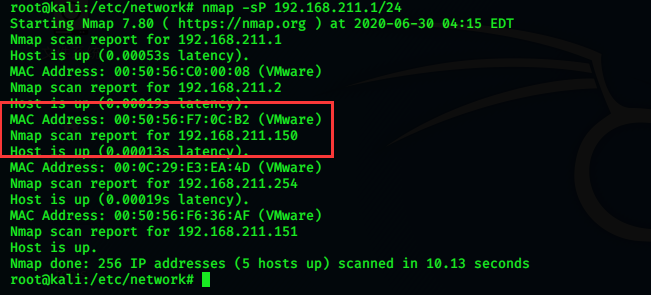 root@kali:/etc/network# nmap -sP 192.168.211.1/24
Starting Nmap 7.80 ( https://nmap.org ) at 2020-06-30 04:15 EDT
Nmap scan report for 192.168.211.1
Host is up (0.00053s latency).
MAC Address: 00:50:56:C0:00:08 (VMware)
Nmap scan report for 192.168.211.2
Host is up (0.00019s latency).
MAC Address: 00:50:56:F7:0C:B2 (VMware)
Nmap scan report for 192.168.211.150
Host is up (0.00013s latency).
MAC Address: 00:0C:29:E3:EA:4D (VMware)
Nmap scan report for 192.168.211.254
Host is up (0.00019s latency).
MAC Address: 00:50:56:F6:36:AF (VMware)
Nmap scan report for 192.168.211.151
Host is up.
Nmap done: 256 IP addresses (5 hosts up) scanned in 10.13 seconds
root@kali:/etc/network#